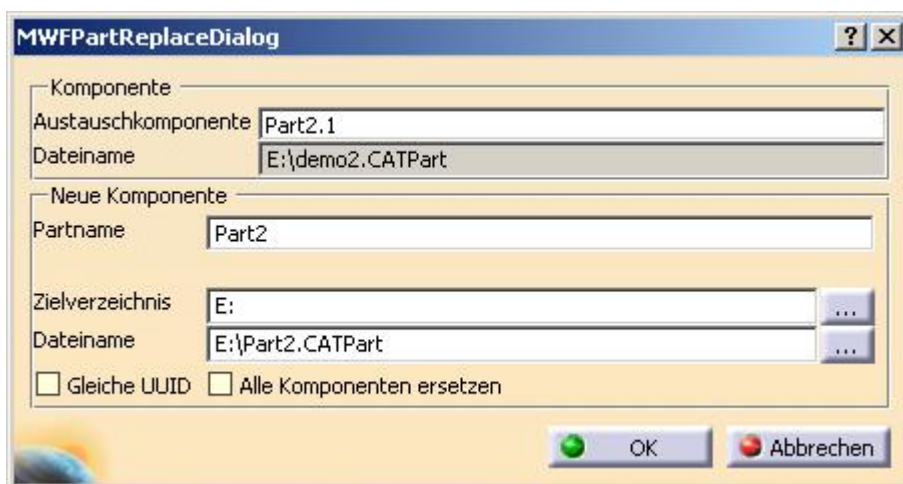 MWFPartReplaceDialog ? X
Komponente
Austauschkomponente Part2.1
Dateiname E:\demo2.CATPart
Neue Komponente
Partname Part2
Zielverzeichnis E: ...
Dateiname E:\Part2.CATPart ...
Gleiche UUID Alle Komponenten ersetzen
OK Abbrechen